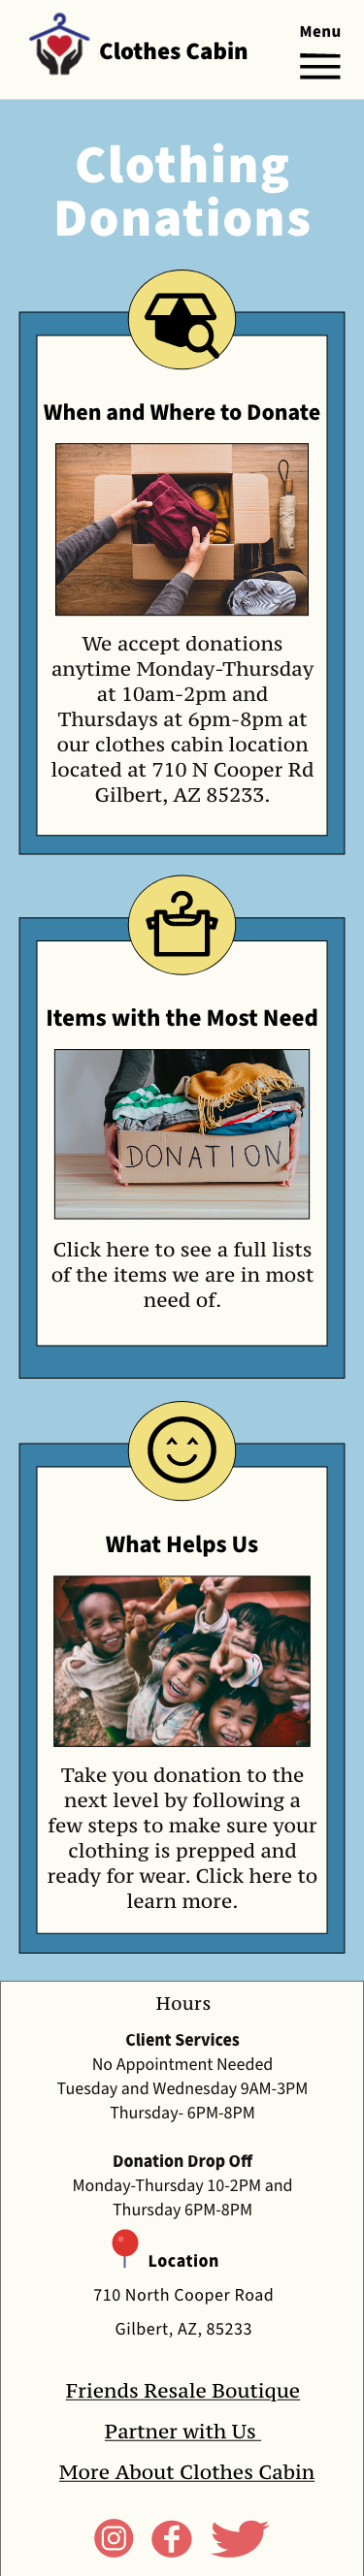 Clothes Cabin
Menu
Clothing
Donations
When and Where to Donate
We accept donations
anytime Monday-Thursday
at 10am-2pm and
Thursdays at 6pm-8pm at
our clothes cabin location
located at 710 N Cooper Rd
Gilbert, AZ 85233.
Items with the Most Need
DONATION
Click here to see a full lists
of the items we are in most
need of.
What Helps Us
Take you donation to the
next level by following a
few steps to make sure your
clothing is prepped and
ready for wear. Click here to
learn more.
Hours
Client Services
No Appointment Needed
Tuesday and Wednesday 9AM-3PM
Thursday- 6PM-8PM
Donation Drop Off
Monday-Thursday 10-2PM and
Thursday 6PM-8PM
Location
710 North Cooper Road
Gilbert, AZ, 85233
Friends Resale Boutique
Partner with Us
More About Clothes Cabin